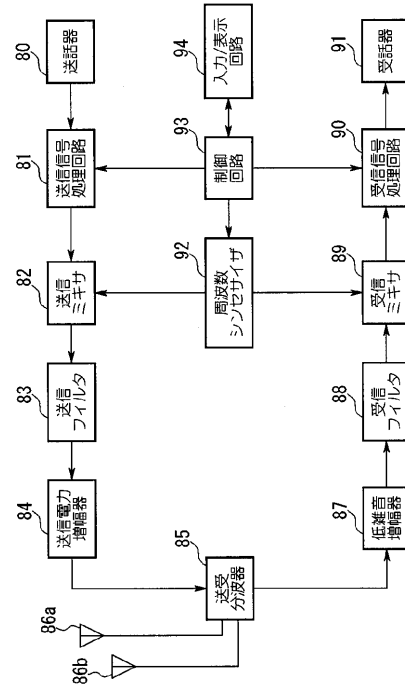 80
送話器
81
送信信号
処理回路
82
送信
ミキサ
83
送信
フィルタ
84
送信電力
増幅器
85
送受
分波器
86a
86b
87
低雑音
増幅器
88
受信
フィルタ
89
受信
ミキサ
90
受信信号
処理回路
91
受話器
92
周波数
シンセサイザ
93
制御
回路
94
入力/表示
回路